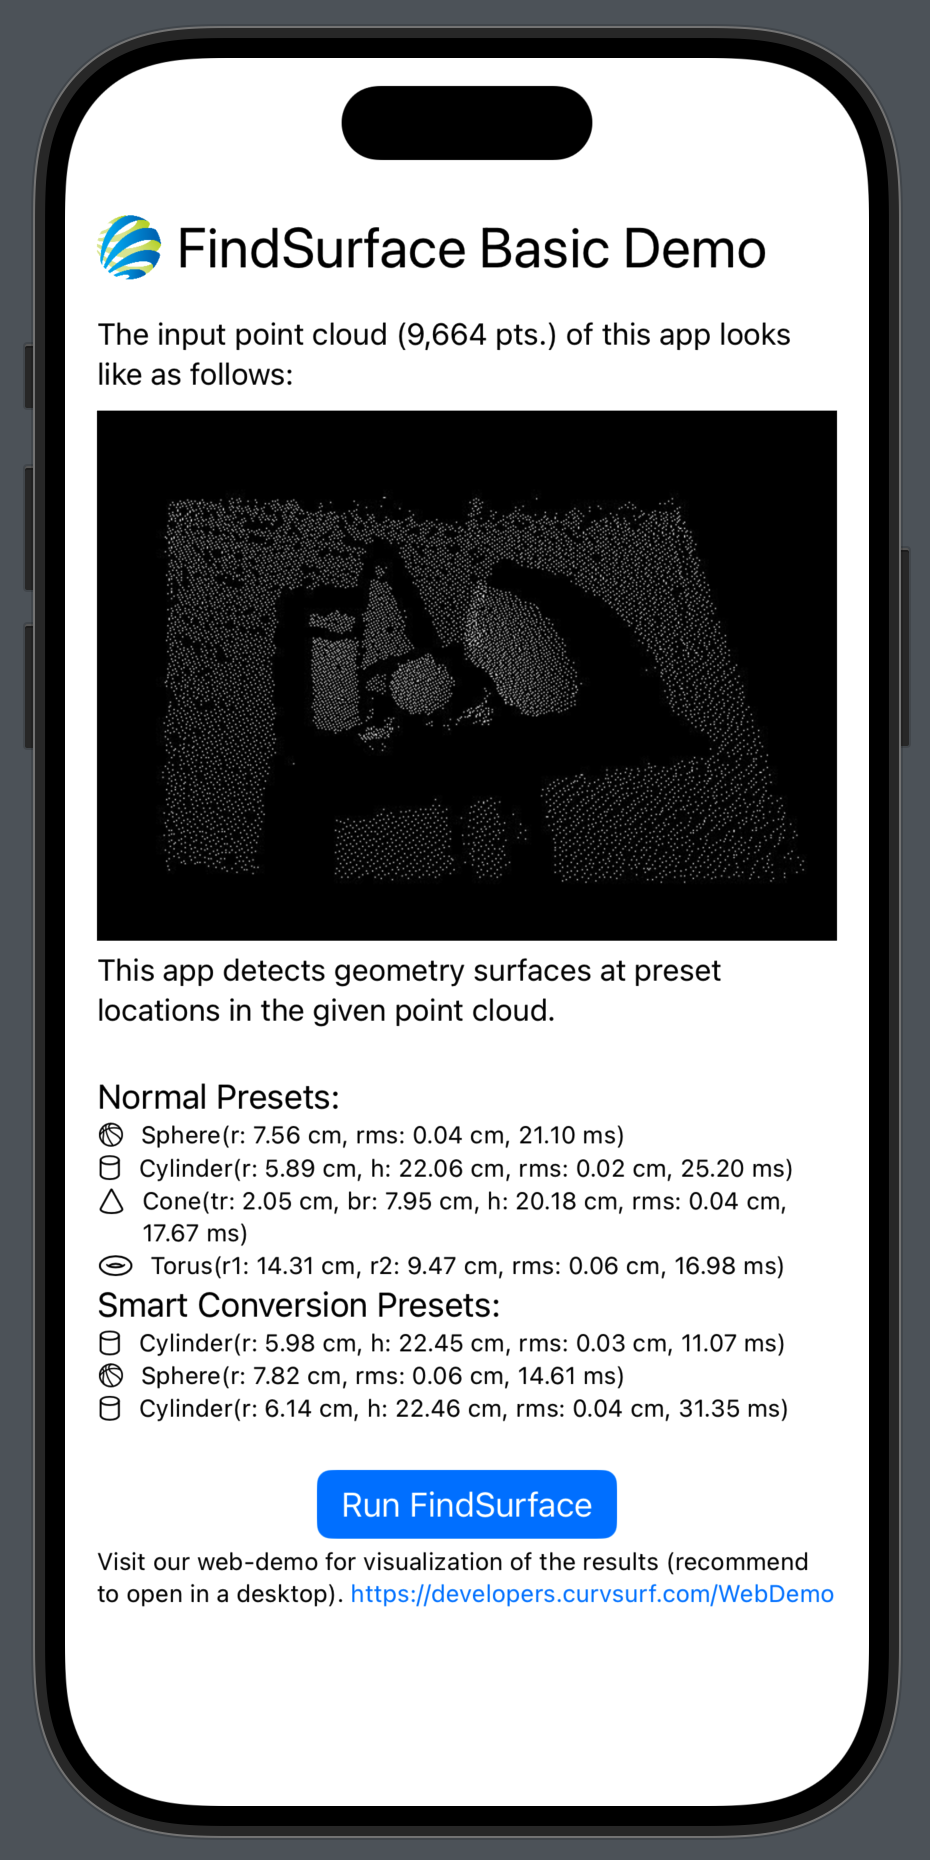 FindSurface Basic Demo
The input point cloud (9,664 pts.) of this app looks
like as follows:
This app detects geometry surfaces at preset
locations in the given point cloud.
Normal Presets:
Sphere(r: 7.56 cm, rms: 0.04 cm, 21.10 ms)
Cylinder(r: 5.89 cm, h: 22.06 cm, rms: 0.02 cm, 25.20 ms)
Cone(tr: 2.05 cm, br: 7.95 cm, h: 20.18 cm, rms: 0.04 cm,
17.67 ms)
Torus(r1: 14.31 cm, r2: 9.47 cm, rms: 0.06 cm, 16.98 ms)
Smart Conversion Presets:
Cylinder(r: 5.98 cm, h: 22.45 cm, rms: 0.03 cm, 11.07 ms)
Sphere(r: 7.82 cm, rms: 0.06 cm, 14.61 ms)
Cylinder(r: 6.14 cm, h: 22.46 cm, rms: 0.04 cm, 31.35 ms)
Run FindSurface
Visit our web-demo for visualization of the results (recommend
to open in a desktop). https://developers.curvsurf.com/WebDemo